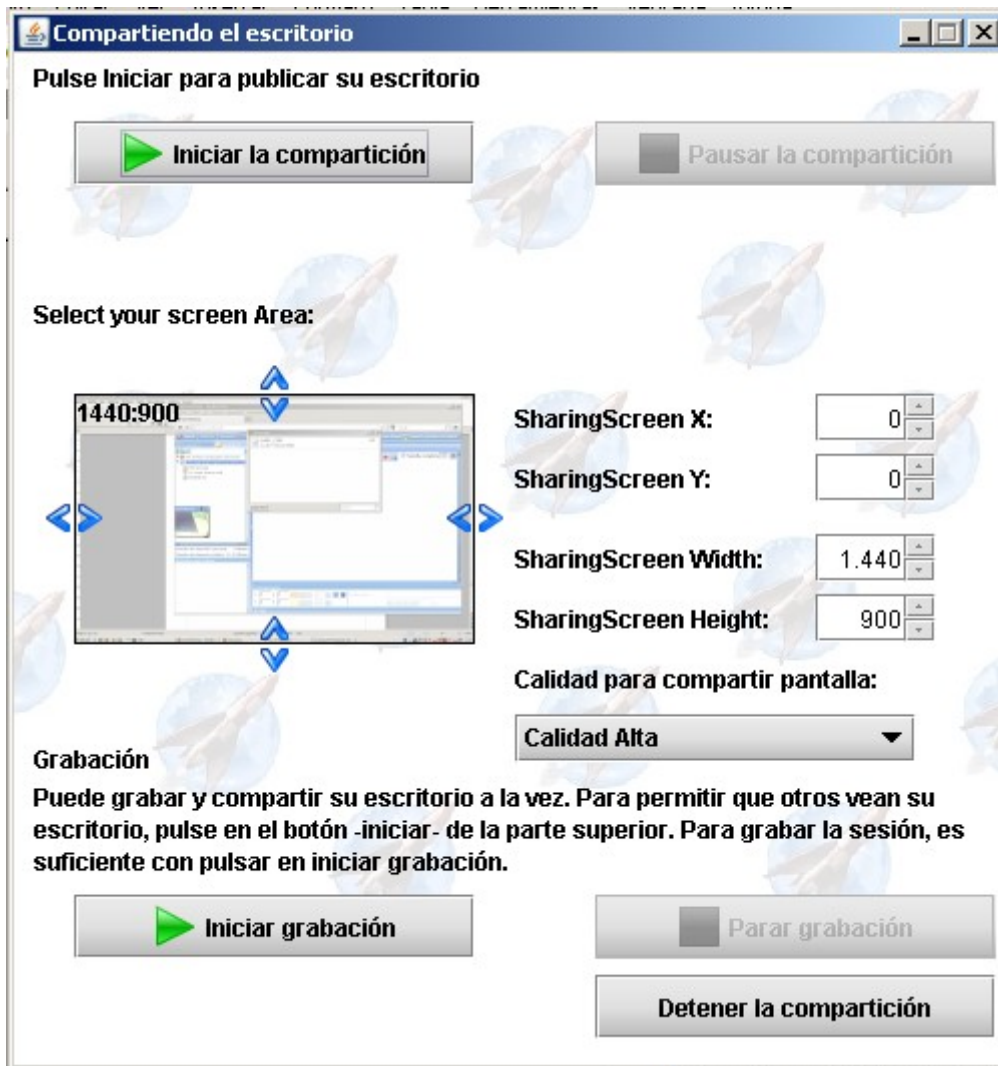 Compartiendo el escritorio
Pulse Iniciar para publicar su escritorio
Iniciar la compartición
Pausar la compartición
Select your screen Area:
1440:900
SharingScreen X:
0
SharingScreen Y:
0
SharingScreen Width:
1.440
SharingScreen Height:
900
Calidad para compartir pantalla:
Calidad Alta
Grabación
Puede grabar y compartir su escritorio a la vez. Para permitir que otros vean su
escritorio, pulse en el botón -iniciar- de la parte superior. Para grabar la sesión, es
suficiente con pulsar en iniciar grabación.
Iniciar grabación
Parar grabación
Detener la compartición